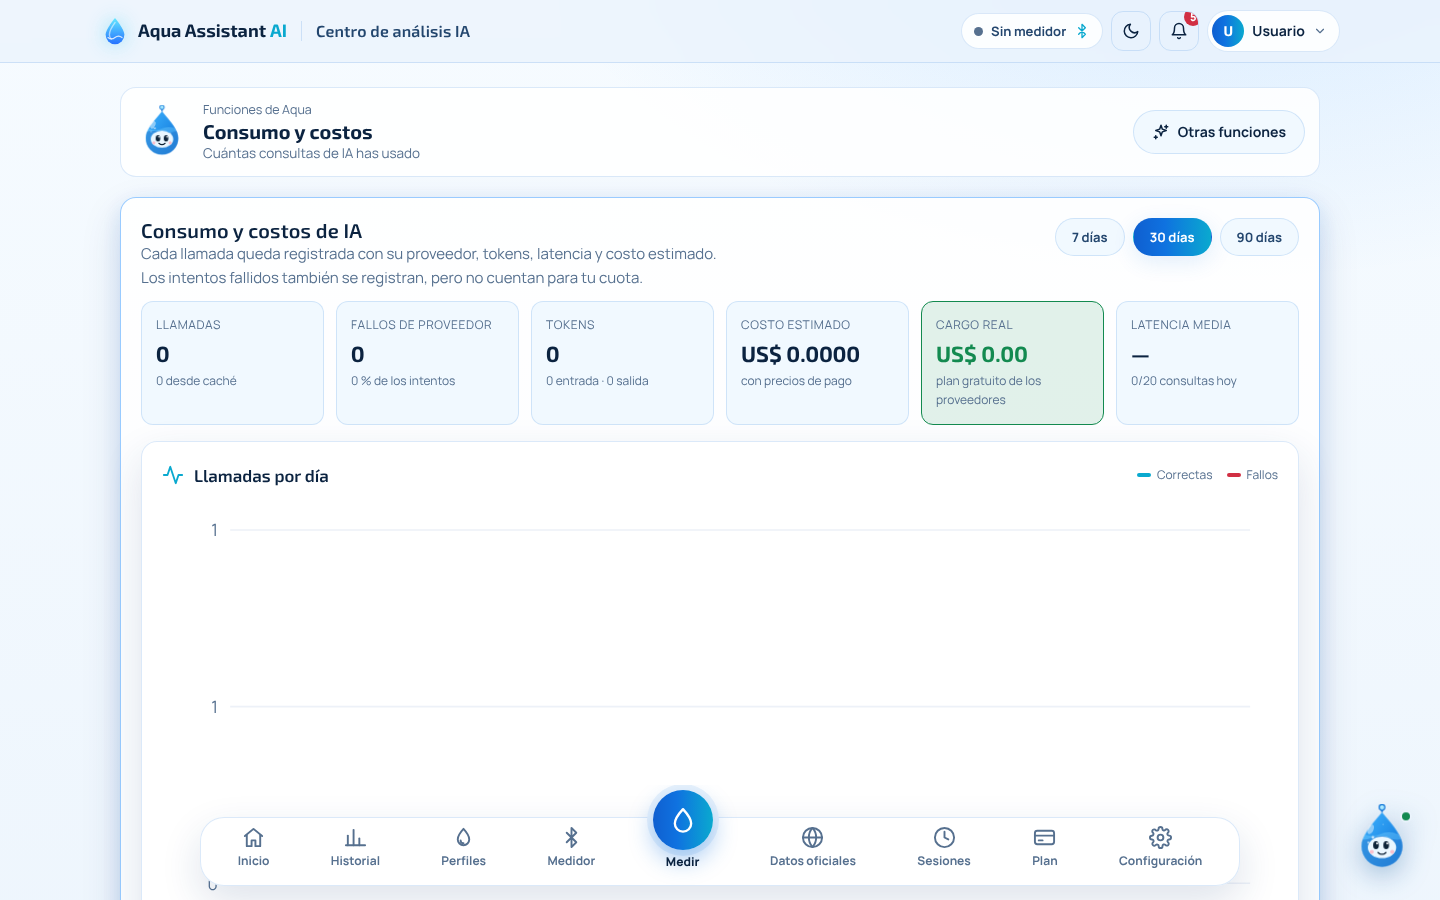 Aqua Assistant AI
Centro de análisis IA
Sin medidor
5
U
Usuario
Funciones de Aqua
Consumo y costos
Cuántas consultas de IA has usado
Otras funciones
Consumo y costos de IA
Cada llamada queda registrada con su proveedor, tokens, latencia y costo estimado.
Los intentos fallidos también se registran, pero no cuentan para tu cuota.
7 días
30 días
90 días
LLAMADAS
0
0 desde caché
FALLOS DE PROVEEDOR
0
0 % de los intentos
TOKENS
0
0 entrada · 0 salida
COSTO ESTIMADO
US$ 0.0000
con precios de pago
CARGO REAL
US$ 0.00
plan gratuito de los
proveedores
LATENCIA MEDIA
—
0/20 consultas hoy
Llamadas por día
Correctas
Fallos
1
1
0
Inicio
Historial
Perfiles
Medidor
Medir
Datos oficiales
Sesiones
Plan
Configuración